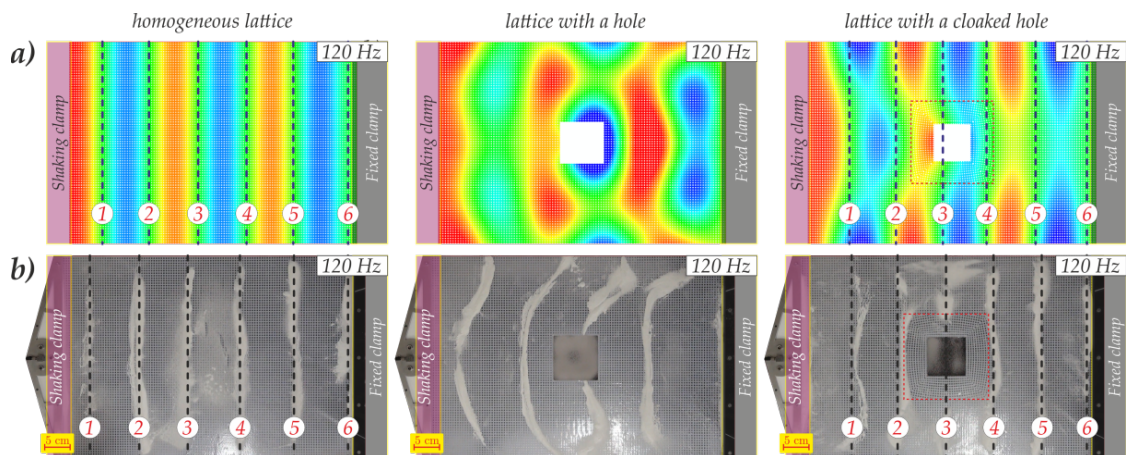 homogeneous lattice
lattice with a hole
lattice with a cloaked hole
a)
120 Hz
Shaking clamp
1 2 3 4 5 6
Fixed clamp
120 Hz
Shaking clamp
Fixed clamp
120 Hz
Shaking clamp
1 2 3 4 5 6
Fixed clamp
b)
120 Hz
Shaking clamp
5 cm
1 2 3 4 5 6
Fixed clamp
120 Hz
Shaking clamp
5 cm
Fixed clamp
120 Hz
Shaking clamp
5 cm
1 2 3 4 5 6
Fixed clamp